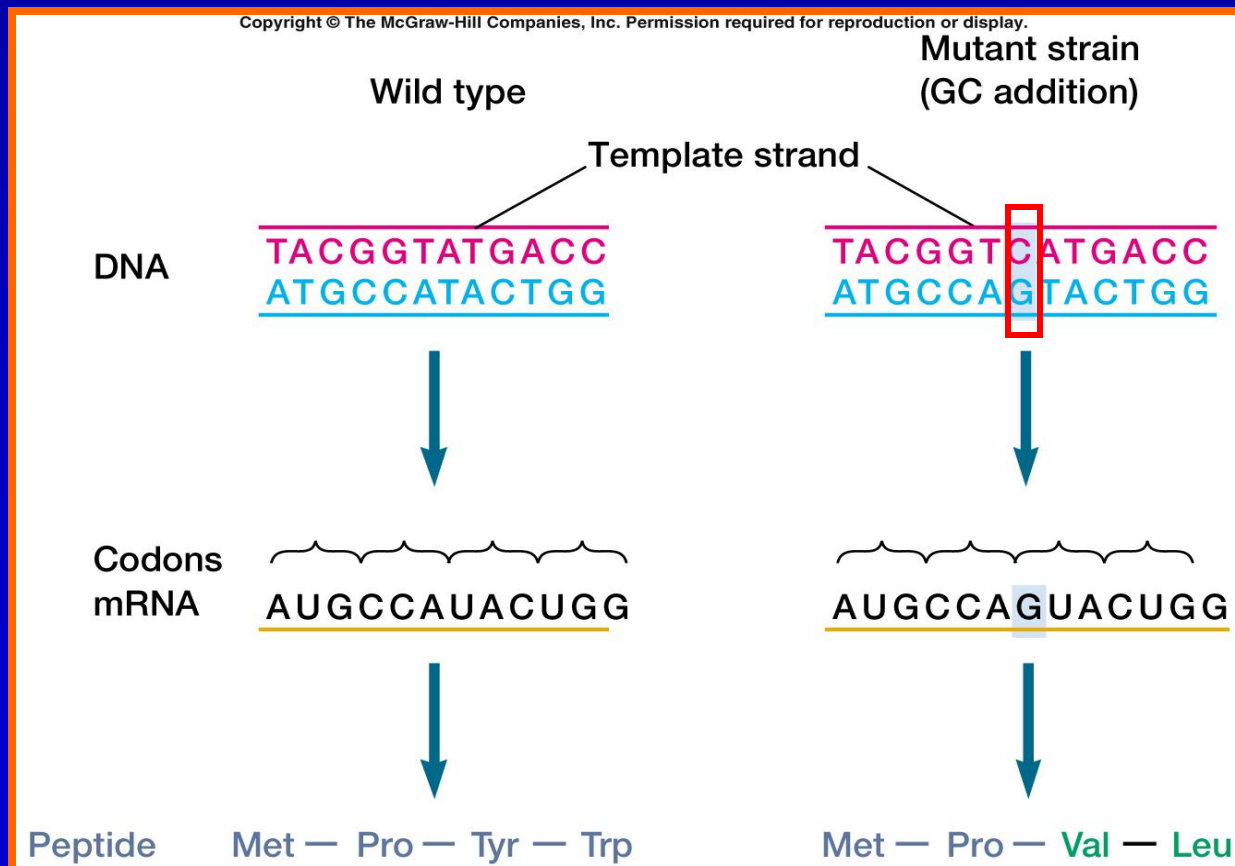 Copyright © The McGraw-Hill Companies, Inc. Permission required for reproduction or display.
Wild type
Mutant strain
(GC addition)
Template strand
DNA
TACGGTATGACC
ATGCCATACTGG
TACGGTCATGACC
ATGCCAGTACTGG
Codons
mRNA
AUGCCAUACUGG
AUGCCAGUACUGG
Peptide
Met — Pro — Tyr — Trp
Met — Pro — Val — Leu